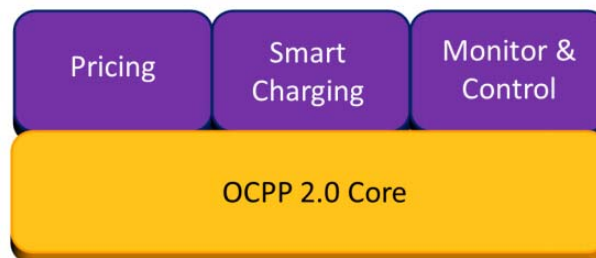 Pricing
Smart
Charging
Monitor &
Control
OCPP 2.0 Core